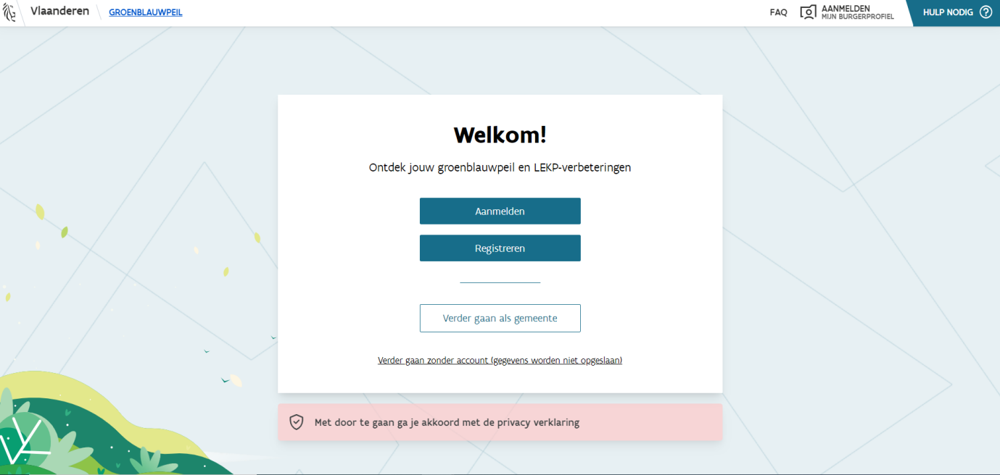 Vlaanderen
GROENBLAUWPEIL
FAQ
AANMELDEN
MIJN BURGERPROFIEL
HULP NODIG
Welkom!
Ontdek jouw groenblauwpeil en LEKP-verbeteringen
Aanmelden
Registreren
Verder gaan als gemeente
Verder gaan zonder account (gegevens worden niet opgeslaan)
Met door te gaan ga je akkoord met de privacy verklaring